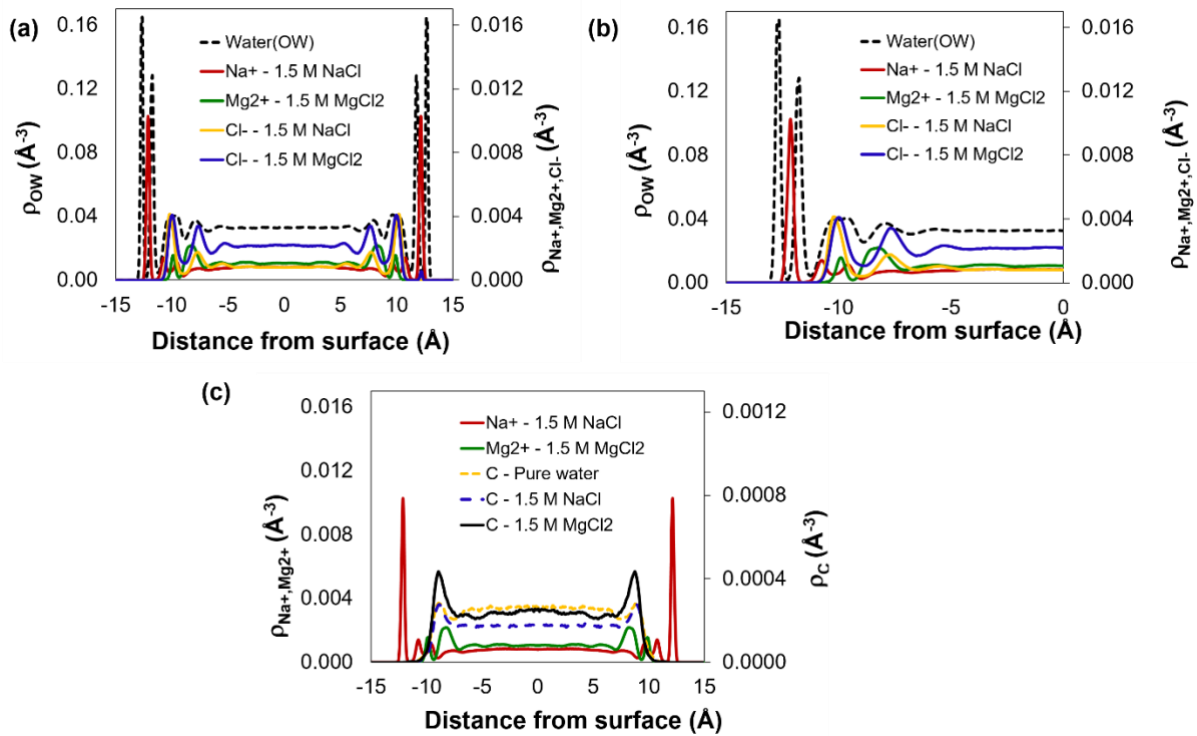 (a)
0.16
0.12
0.08
0.04
0.00
ρOW (Å-3)
Water(OW)
Na+ - 1.5 M NaCl
Mg2+ - 1.5 M MgCl2
Cl- - 1.5 M NaCl
Cl- - 1.5 M MgCl2
0.016
0.012
0.008
0.004
0.000
ρNa+,Mg2+,Cl- (Å-3)
-15 -10 -5 0 5 10 15
Distance from surface (Å)
(b)
0.16
0.12
0.08
0.04
0.00
ρOW (Å-3)
Water(OW)
Na+ - 1.5 M NaCl
Mg2+ - 1.5 M MgCl2
Cl- - 1.5 M NaCl
Cl- - 1.5 M MgCl2
0.016
0.012
0.008
0.004
0.000
ρNa+,Mg2+,Cl- (Å-3)
-15 -10 -5 0
Distance from surface (Å)
(c)
0.016
0.012
0.008
0.004
0.000
ρNa+,Mg2+ (Å-3)
Na+ - 1.5 M NaCl
Mg2+ - 1.5 M MgCl2
C - Pure water
C - 1.5 M NaCl
C - 1.5 M MgCl2
0.0012
0.0008
0.0004
0.0000
ρC (Å-3)
-15 -10 -5 0 5 10 15
Distance from surface (Å)